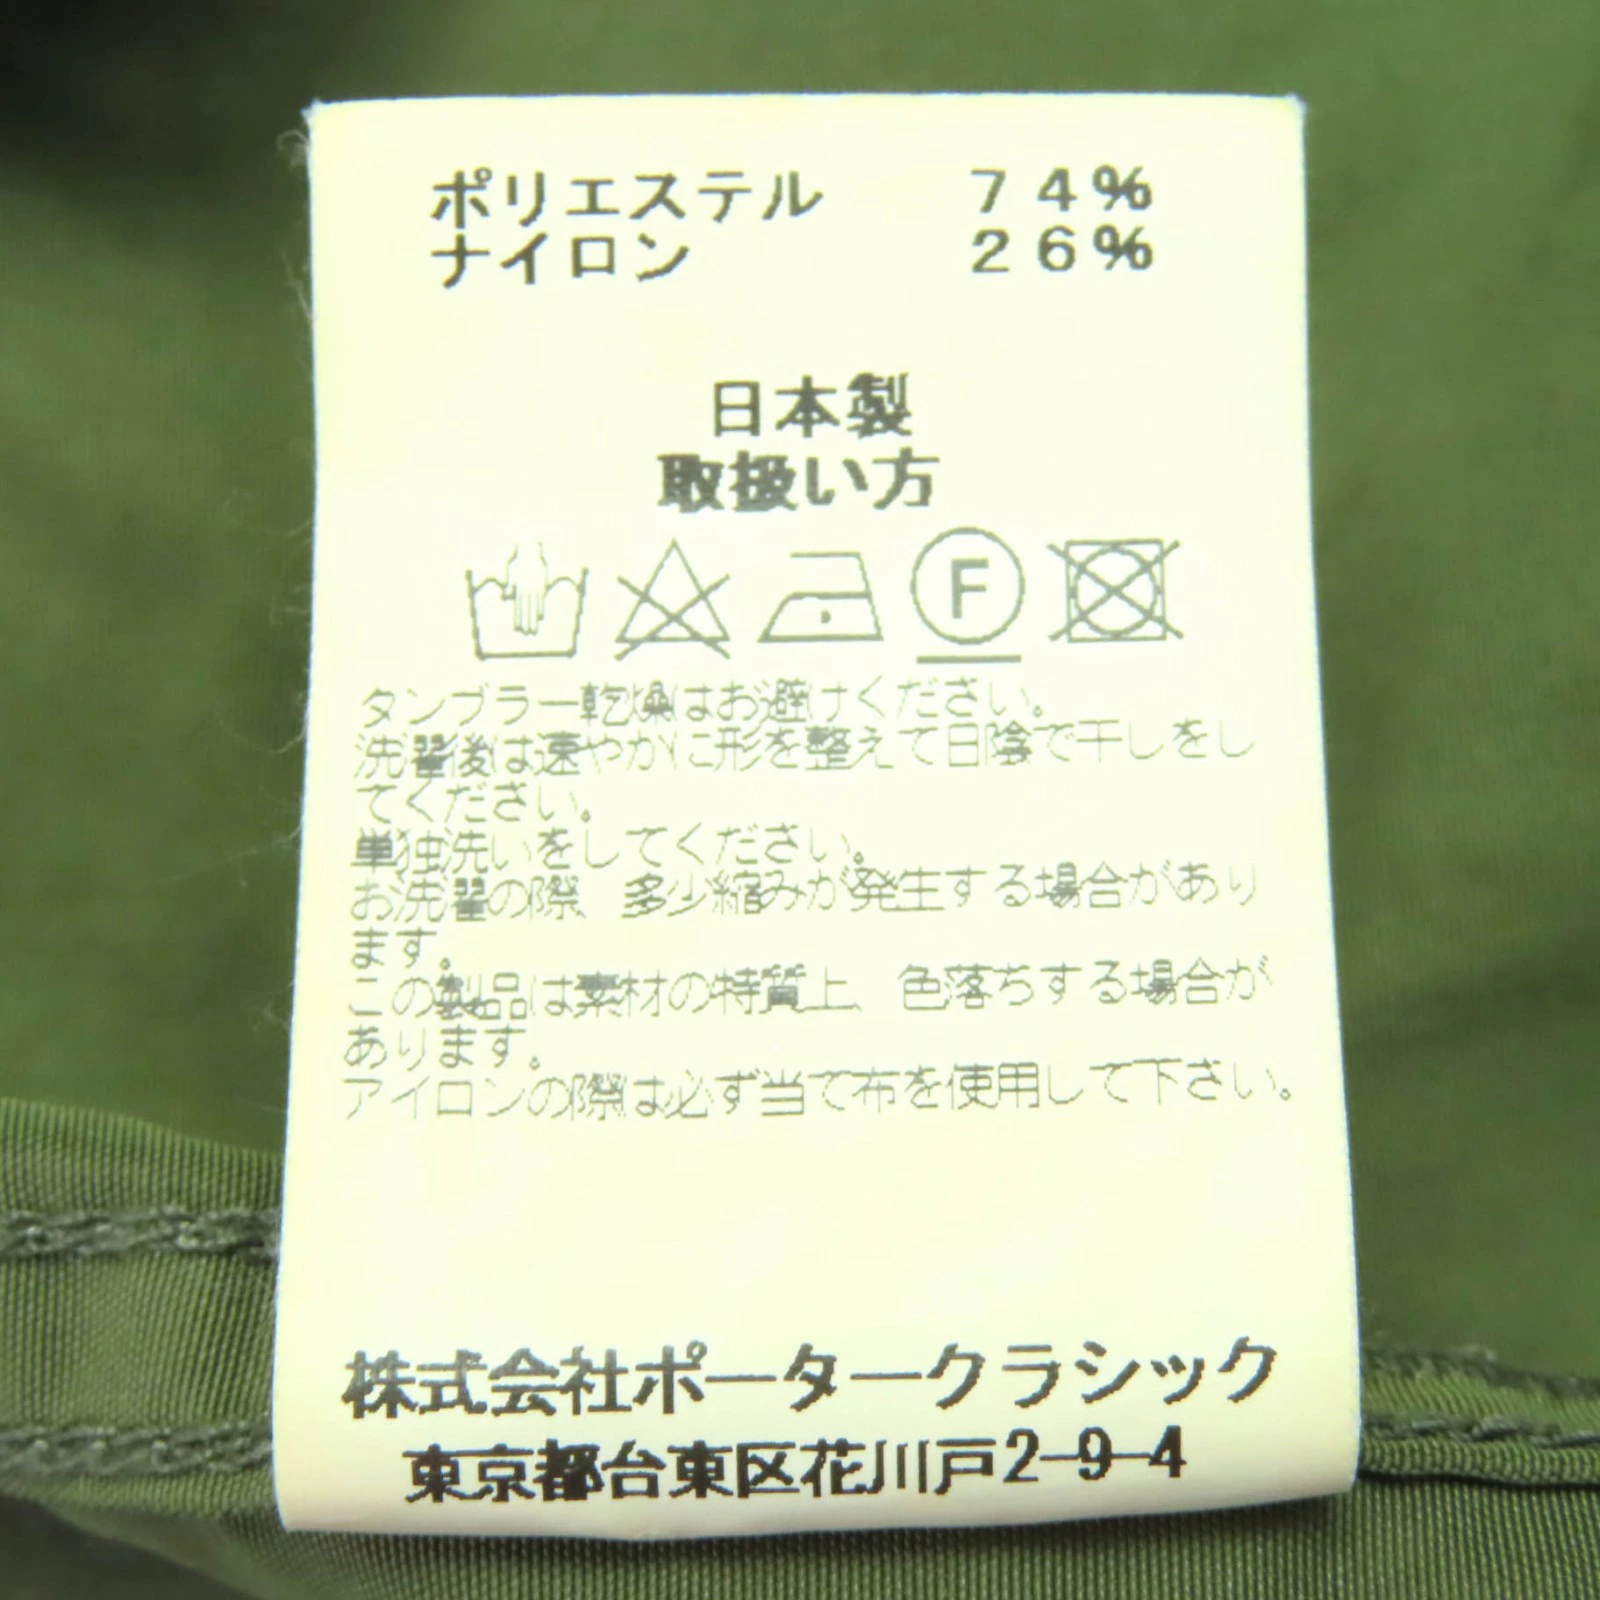 ポリエステル 74%
ナイロン 26%
日本製
取扱い方
F
タンブラー乾燥はお避けください。
洗濯後は速やかに形を整えて日陰で干しをし
てください。
単独洗いをしてください。
お洗濯の際、多少縮みが発生する場合があり
ます。
この製品は素材の特質上、色落ちする場合が
あります。
アイロンの際は必ず当て布を使用して下さい。
株式会社ポータークラシック
東京都台東区花川戸2-9-4